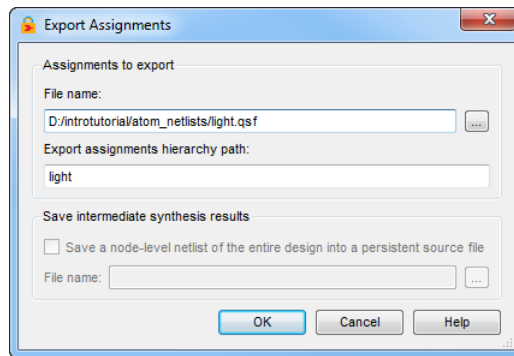 Export Assignments
Assignments to export
File name:
D:/introtutorial/atom_netlists/light.qsf
...
Export assignments hierarchy path:
light
Save intermediate synthesis results
Save a node-level netlist of the entire design into a persistent source file
File name:
...
OK Cancel Help